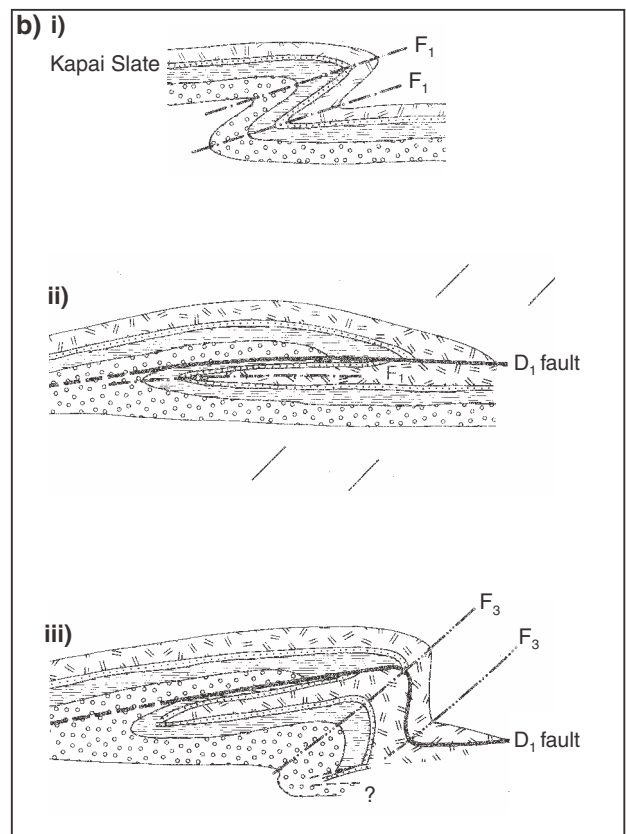 b) i)
F₁
Kapai Slate
F₁
ii)
D₁ fault
F₁
iii)
F₃
F₃
D₁ fault
?